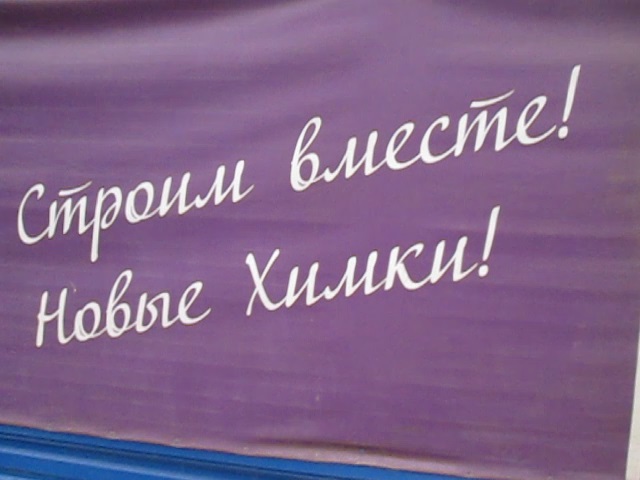 Строим вместе!
Новые Химки!